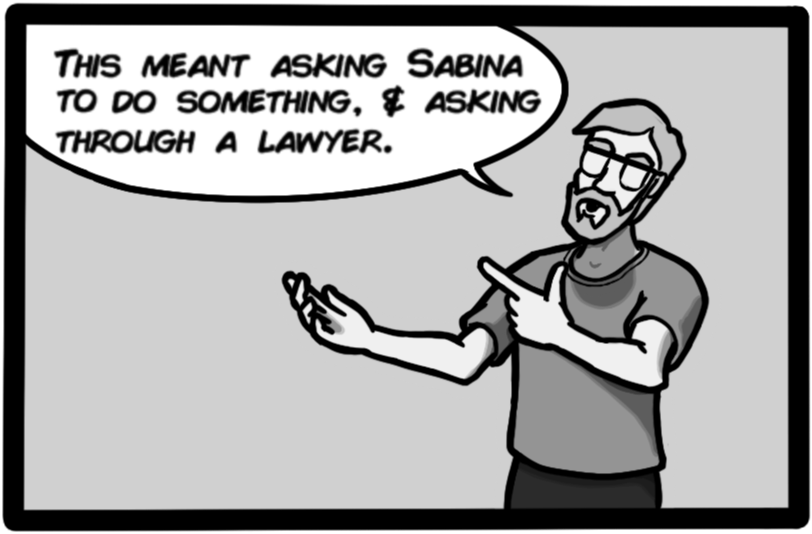 This meant asking Sabina
to do something, & asking
through a lawyer.